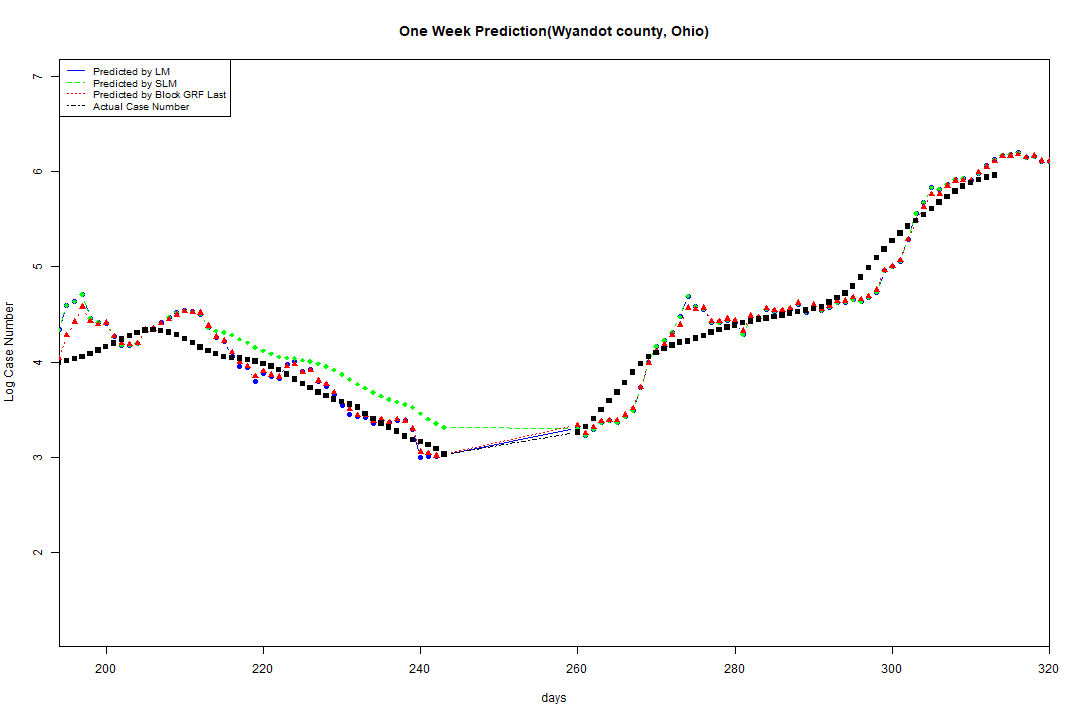 One Week Prediction(Wyandot county, Ohio)
Predicted by LM
Predicted by SLM
Predicted by Block GRF Last
Actual Case Number
7
6
5
4
3
2
Log Case Number
200 220 240 260 280 300 320
days